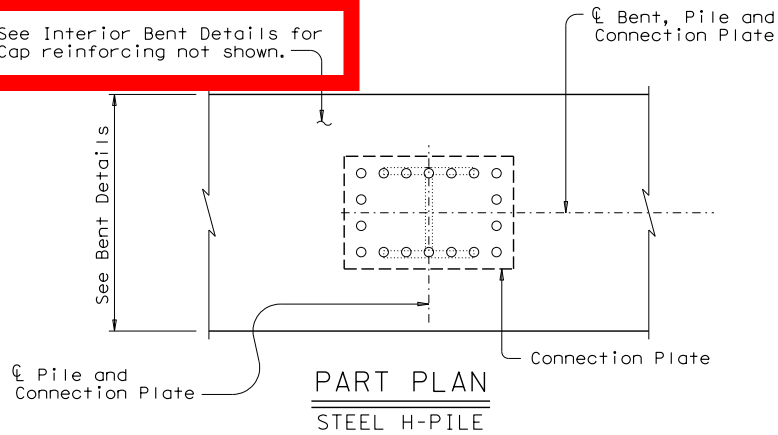 See Interior Bent Details for
Cap reinforcing not shown.
℄ Bent, Pile and
Connection Plate
See Bent Details
℄ Pile and
Connection Plate
Connection Plate
PART PLAN
STEEL H-PILE